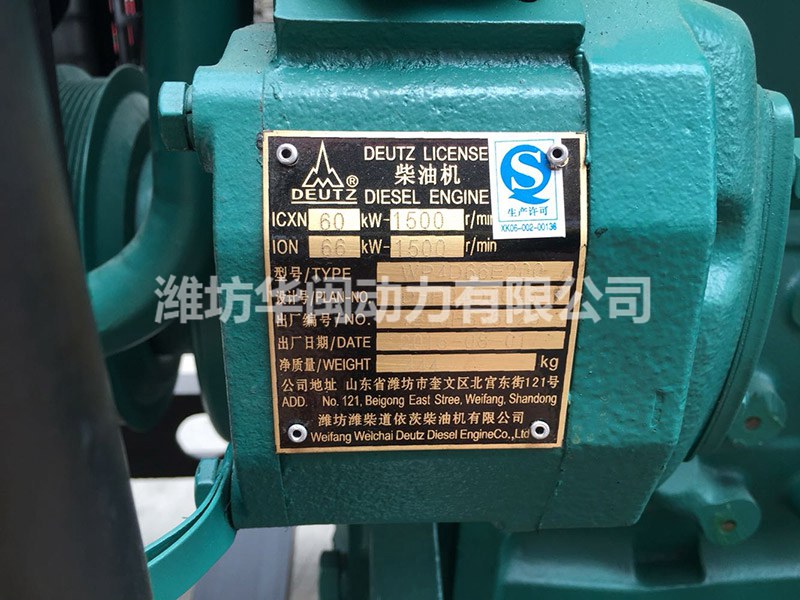 DEUTZ LICENSE
柴油机
DEUTZ® DIESEL ENGINE
ICXN 60 kW-1500 r/min
ION 66 kW-1500 r/min
型号/TYPE
设计号/PLAN-NO.
出厂编号/NO.
出厂日期/DATE
净质量/WEIGHT kg
公司地址 山东省潍坊市奎文区北宫东街121号
ADD. No.121, Beigong East Stree, Weifang, Shandong
潍坊潍柴道依茨柴油机有限公司
Weifang Weichai Deutz Diesel EngineCo.,Ltd
QS
生产许可
XK06-002-00136
潍坊华闽动力有限公司